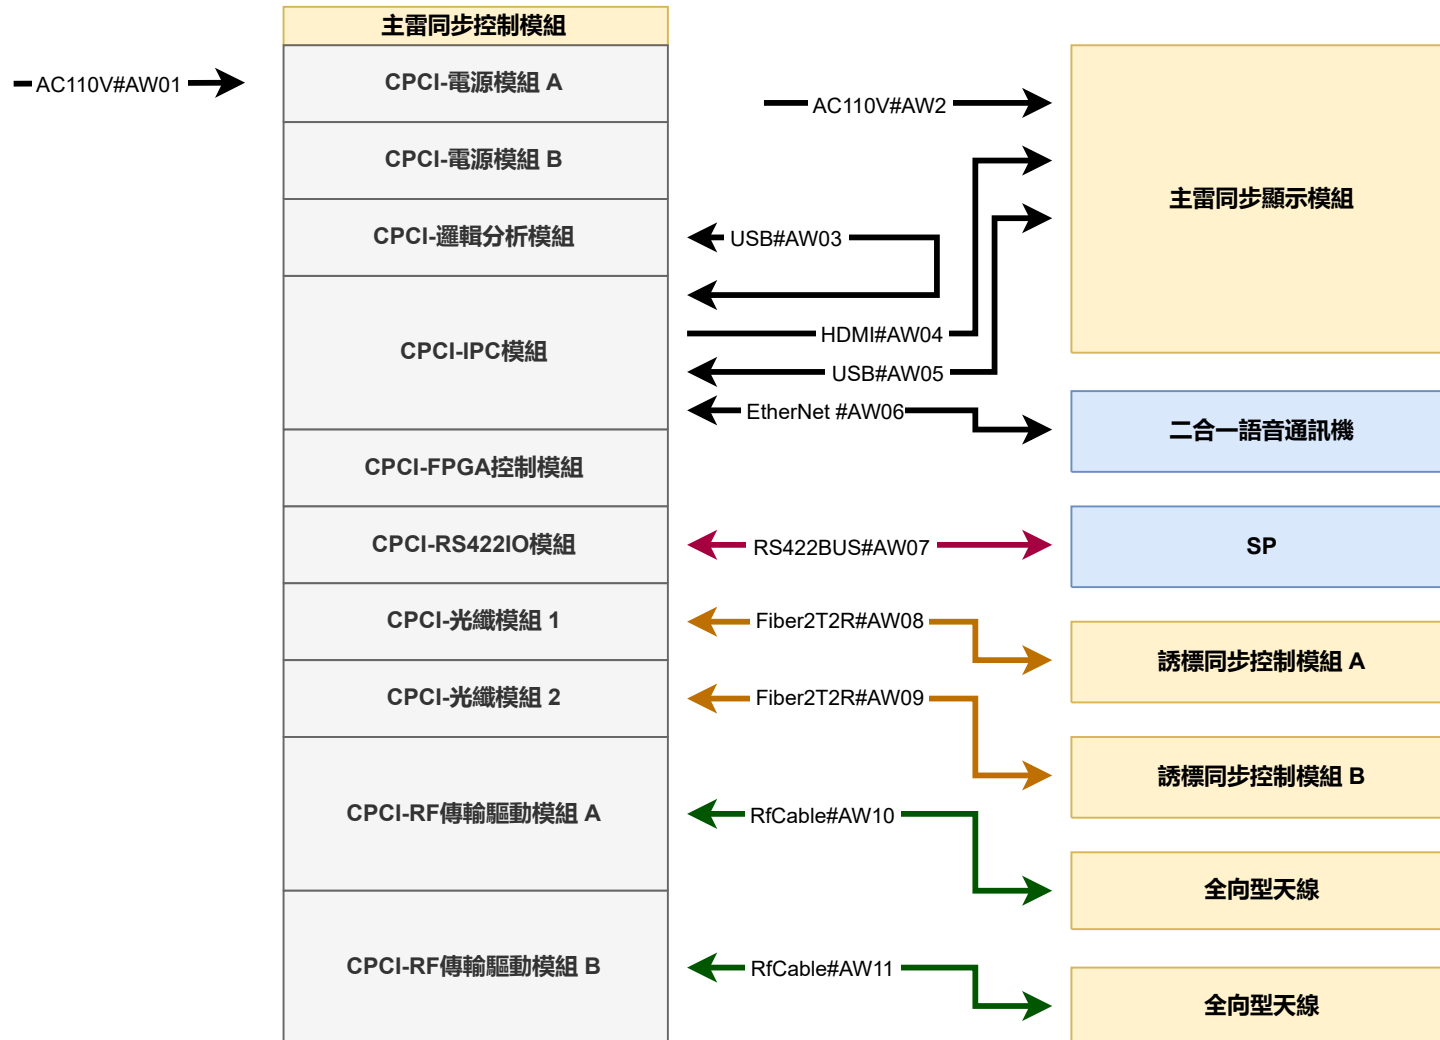 主雷同步控制模組
CPCI-電源模組 A
AC110V#AW01
AC110V#AW2
CPCI-電源模組 B
主雷同步顯示模組
CPCI-邏輯分析模組
USB#AW03
HDMI#AW04
CPCI-IPC模組
USB#AW05
EtherNet #AW06
二合一語音通訊機
CPCI-FPGA控制模組
CPCI-RS422IO模組
RS422BUS#AW07
SP
CPCI-光纖模組 1
Fiber2T2R#AW08
誘標同步控制模組 A
CPCI-光纖模組 2
Fiber2T2R#AW09
誘標同步控制模組 B
CPCI-RF傳輸驅動模組 A
RfCable#AW10
全向型天線
CPCI-RF傳輸驅動模組 B
RfCable#AW11
全向型天線